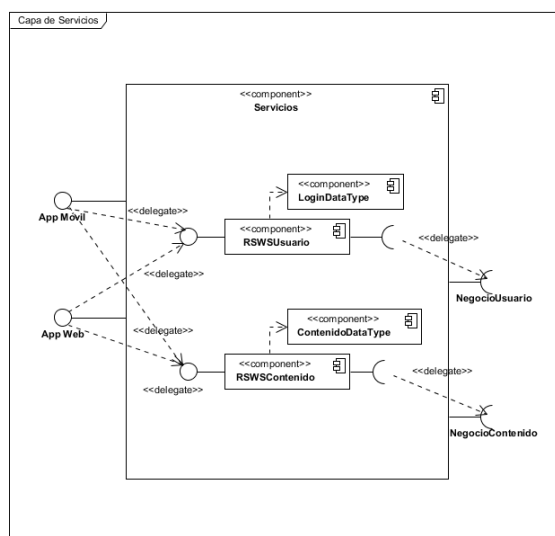 Capa de Servicios
<<component>>
Servicios
<<component>>
LoginDataType
App Móvil
<<delegate>>
<<component>>
RSWSUsuario
<<delegate>>
<<delegate>>
NegocioUsuario
App Web
<<delegate>>
<<component>>
ContenidoDataType
<<component>>
RSWSContenido
<<delegate>>
<<delegate>>
NegocioContenido